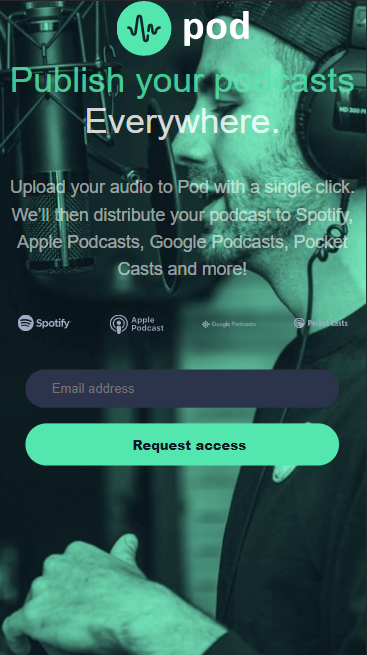 pod
Publish your podcasts
Everywhere.
Upload your audio to Pod with a single click.
We'll then distribute your podcast to Spotify,
Apple Podcasts, Google Podcasts, Pocket
Casts and more!
Spotify
Apple
Podcast
Google Podcasts
Pocket Casts
Email address
Request access